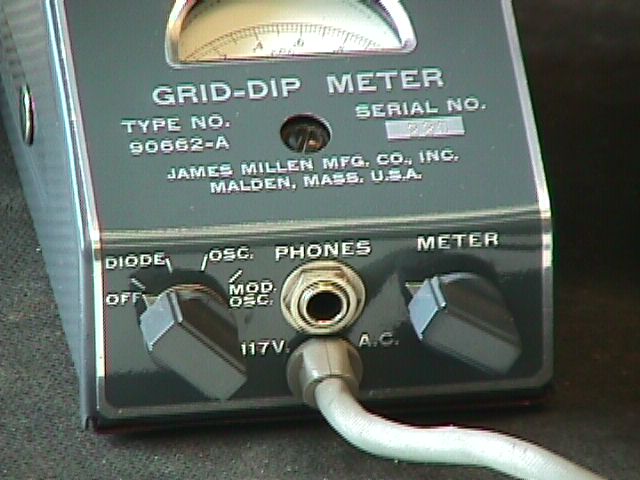 GRID-DIP METER
TYPE NO. SERIAL NO.
90662-A
JAMES MILLEN MFG. CO., INC.
MALDEN, MASS. U.S.A.
DIODE OSC. PHONES METER
OFF MOD. OSC.
117V. A.C.